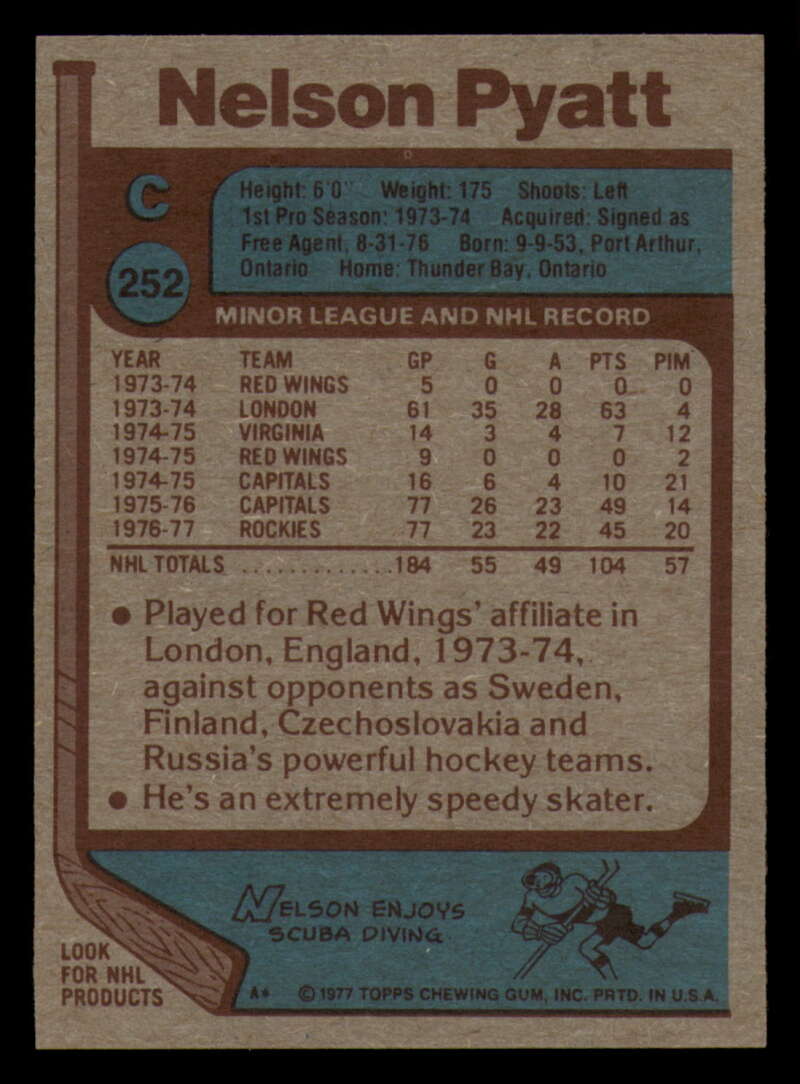 Nelson Pyatt
C
252
Height: 6'0" Weight: 175 Shoots: Left
1st Pro Season: 1973-74 Acquired: Signed as
Free Agent, 8-31-76 Born: 9-9-53, Port Arthur,
Ontario Home: Thunder Bay, Ontario
MINOR LEAGUE AND NHL RECORD
YEAR TEAM GP G A PTS PIM
1973-74 RED WINGS 5 0 0 0 0
1973-74 LONDON 61 35 28 63 4
1974-75 VIRGINIA 14 3 4 7 12
1974-75 RED WINGS 9 0 0 0 2
1974-75 CAPITALS 16 6 4 10 21
1975-76 CAPITALS 77 26 23 49 14
1976-77 ROCKIES 77 23 22 45 20
NHL TOTALS ..............184 55 49 104 57
• Played for Red Wings' affiliate in
London, England, 1973-74,
against opponents as Sweden,
Finland, Czechoslovakia and
Russia's powerful hockey teams.
• He's an extremely speedy skater.
NELSON ENJOYS
SCUBA DIVING.
LOOK
FOR NHL
PRODUCTS
A* © 1977 TOPPS CHEWING GUM, INC. PRTD. IN U.S.A.